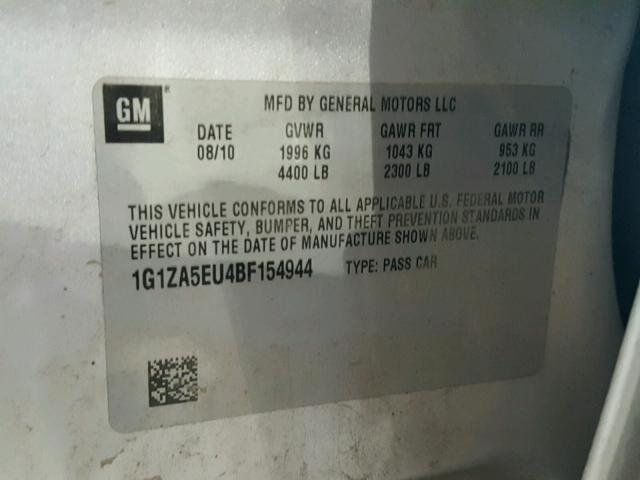 GM®
MFD BY GENERAL MOTORS LLC
DATE GVWR GAWR FRT GAWR RR
08/10 1996 KG 1043 KG 953 KG
4400 LB 2300 LB 2100 LB
THIS VEHICLE CONFORMS TO ALL APPLICABLE U.S. FEDERAL MOTOR
VEHICLE SAFETY, BUMPER, AND THEFT PREVENTION STANDARDS IN
EFFECT ON THE DATE OF MANUFACTURE SHOWN ABOVE.
1G1ZA5EU4BF154944 TYPE: PASS CAR